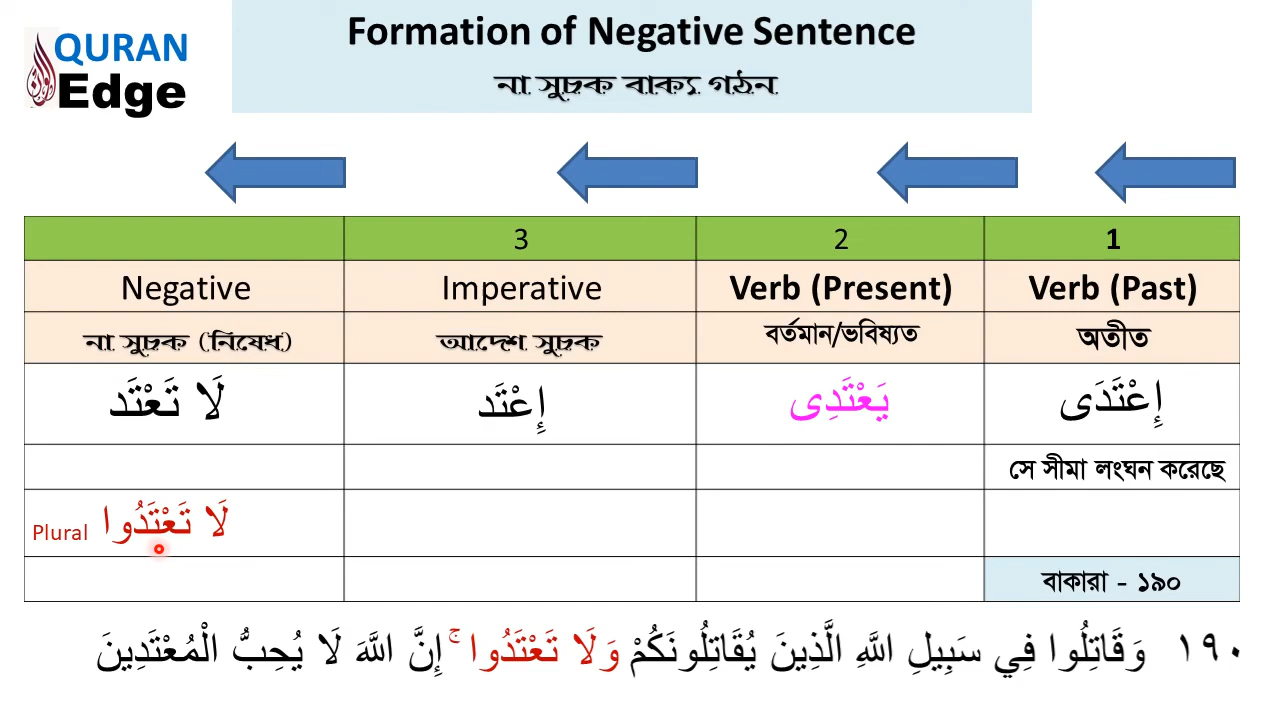 QURAN
Edge
Formation of Negative Sentence
না সুচক বাক্য গঠন
3 2 1
Negative Imperative Verb (Present) Verb (Past)
না সুচক (নিষেধ) আদেশ সুচক বর্তমান/ভবিষ্যত অতীত
لَا تَعْتَد إِعْتَد يَعْتَدِى إِعْتَدَى
সে সীমা লংঘন করেছে
Plural لَا تَعْتَدُوا
বাকারা - ১৯০
١٩٠ وَقَاتِلُوا فِي سَبِيلِ اللَّهِ الَّذِينَ يُقَاتِلُونَكُمْ وَلَا تَعْتَدُوا ۚ إِنَّ اللَّهَ لَا يُحِبُّ الْمُعْتَدِينَ